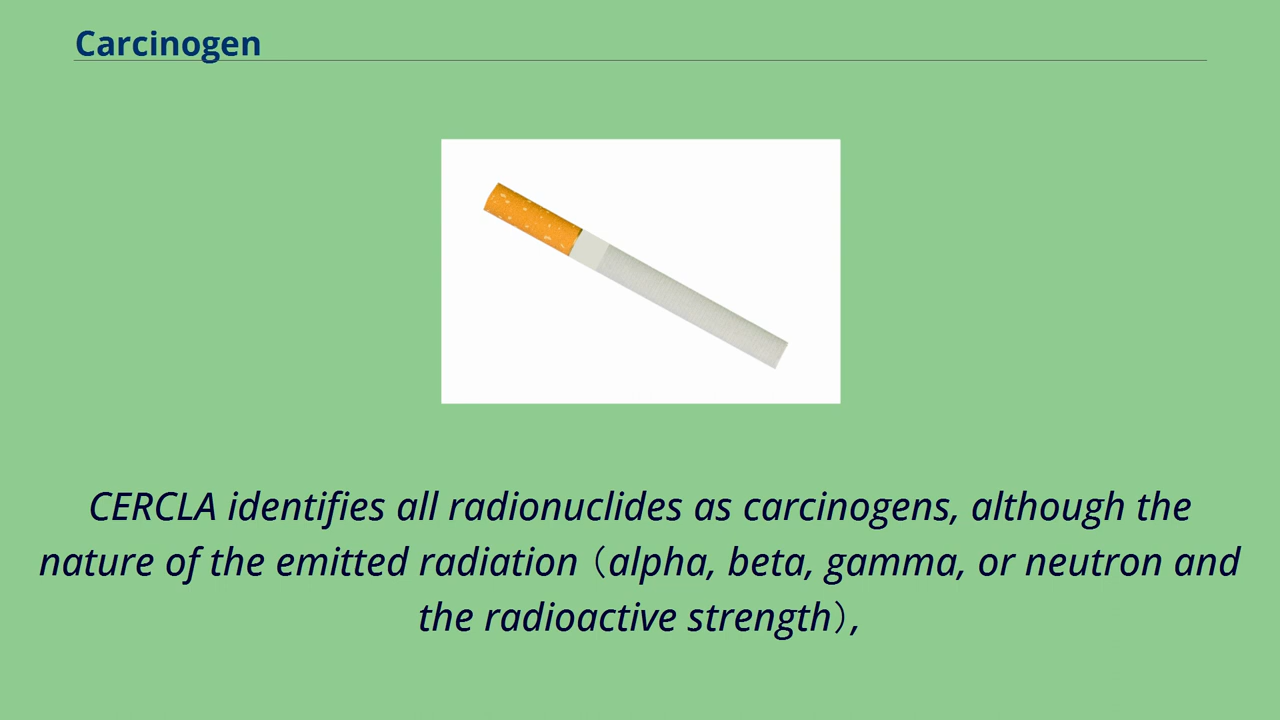 Carcinogen
CERCLA identifies all radionuclides as carcinogens, although the
nature of the emitted radiation（alpha, beta, gamma, or neutron and
the radioactive strength）,